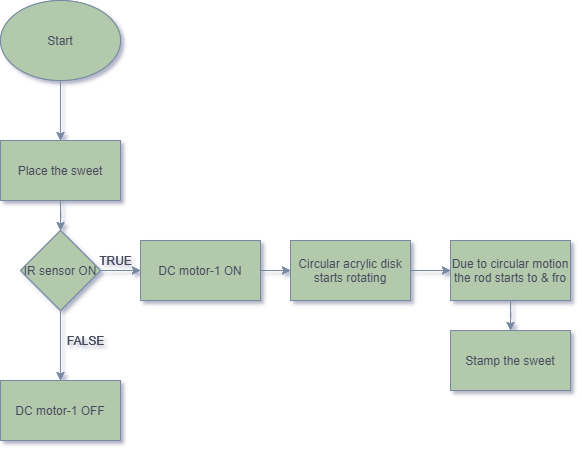 Start
Place the sweet
IR sensor ON
TRUE
DC motor-1 ON
Circular acrylic disk
starts rotating
Due to circular motion
the rod starts to & fro
Stamp the sweet
FALSE
DC motor-1 OFF